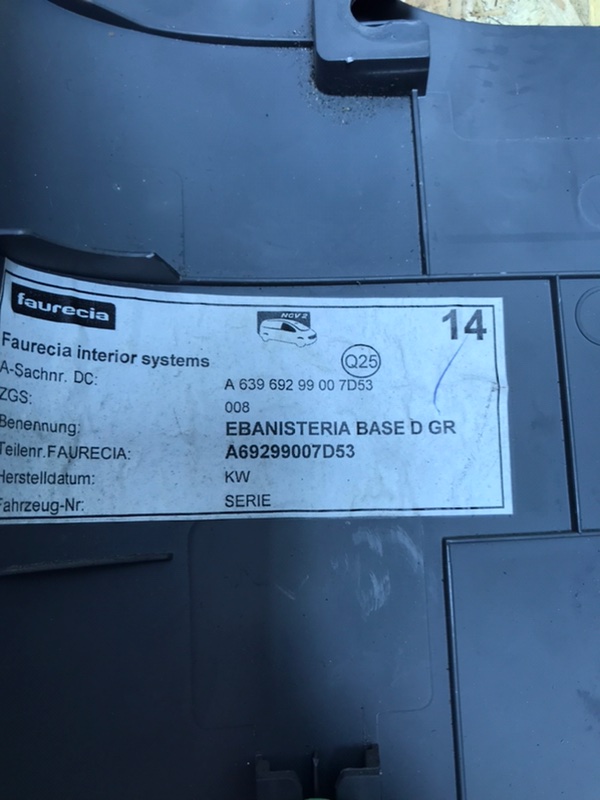 faurecia
NCV 2
14
Faurecia interior systems
Q25
A-Sachnr. DC: A 639 692 99 00 7D53
ZGS: 008
Benennung: EBANISTERIA BASE D GR
Teilenr.FAURECIA: A69299007D53
Herstelldatum: KW
Fahrzeug-Nr: SERIE